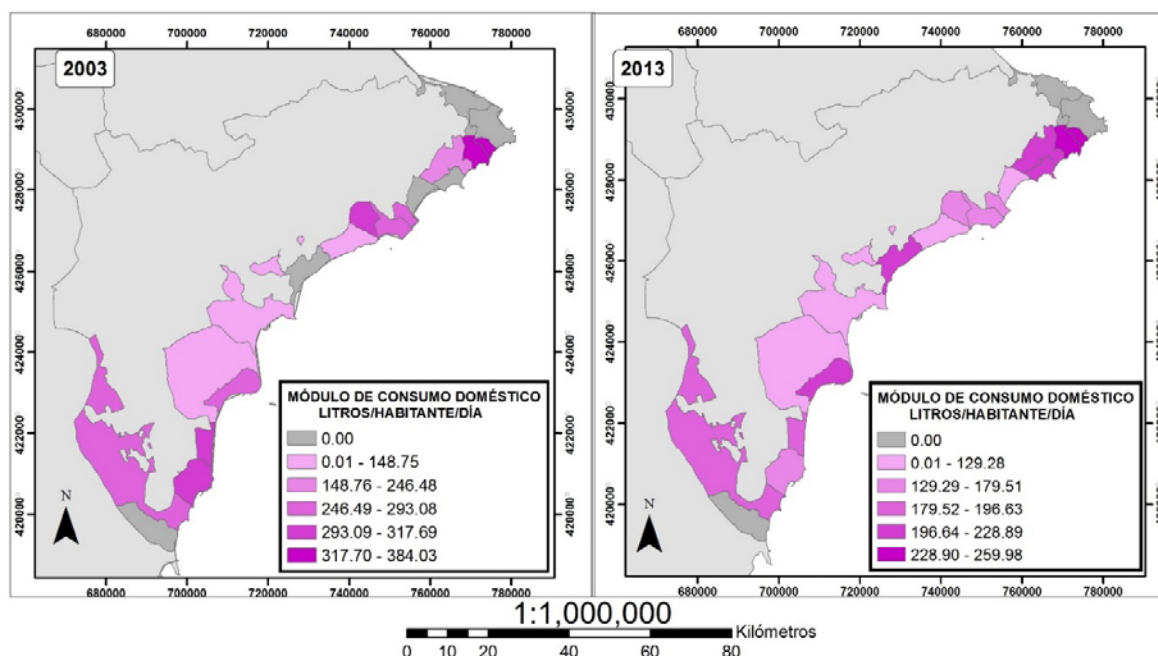 680000 700000 720000 740000 760000 780000
2003
430000
428000
426000
424000
422000
420000
MÓDULO DE CONSUMO DOMÉSTICO
LITROS/HABITANTE/DÍA
0.00
0.01 - 148.75
148.76 - 246.48
246.49 - 293.08
293.09 - 317.69
317.70 - 384.03
N
680000 700000 720000 740000 760000 780000
680000 700000 720000 740000 760000 780000
2013
430000
428000
426000
424000
422000
420000
MÓDULO DE CONSUMO DOMÉSTICO
LITROS/HABITANTE/DÍA
0.00
0.01 - 129.28
129.29 - 179.51
179.52 - 196.63
196.64 - 228.89
228.90 - 259.98
N
680000 700000 720000 740000 760000 780000
1:1,000,000
Kilómetros
0 10 20 40 60 80